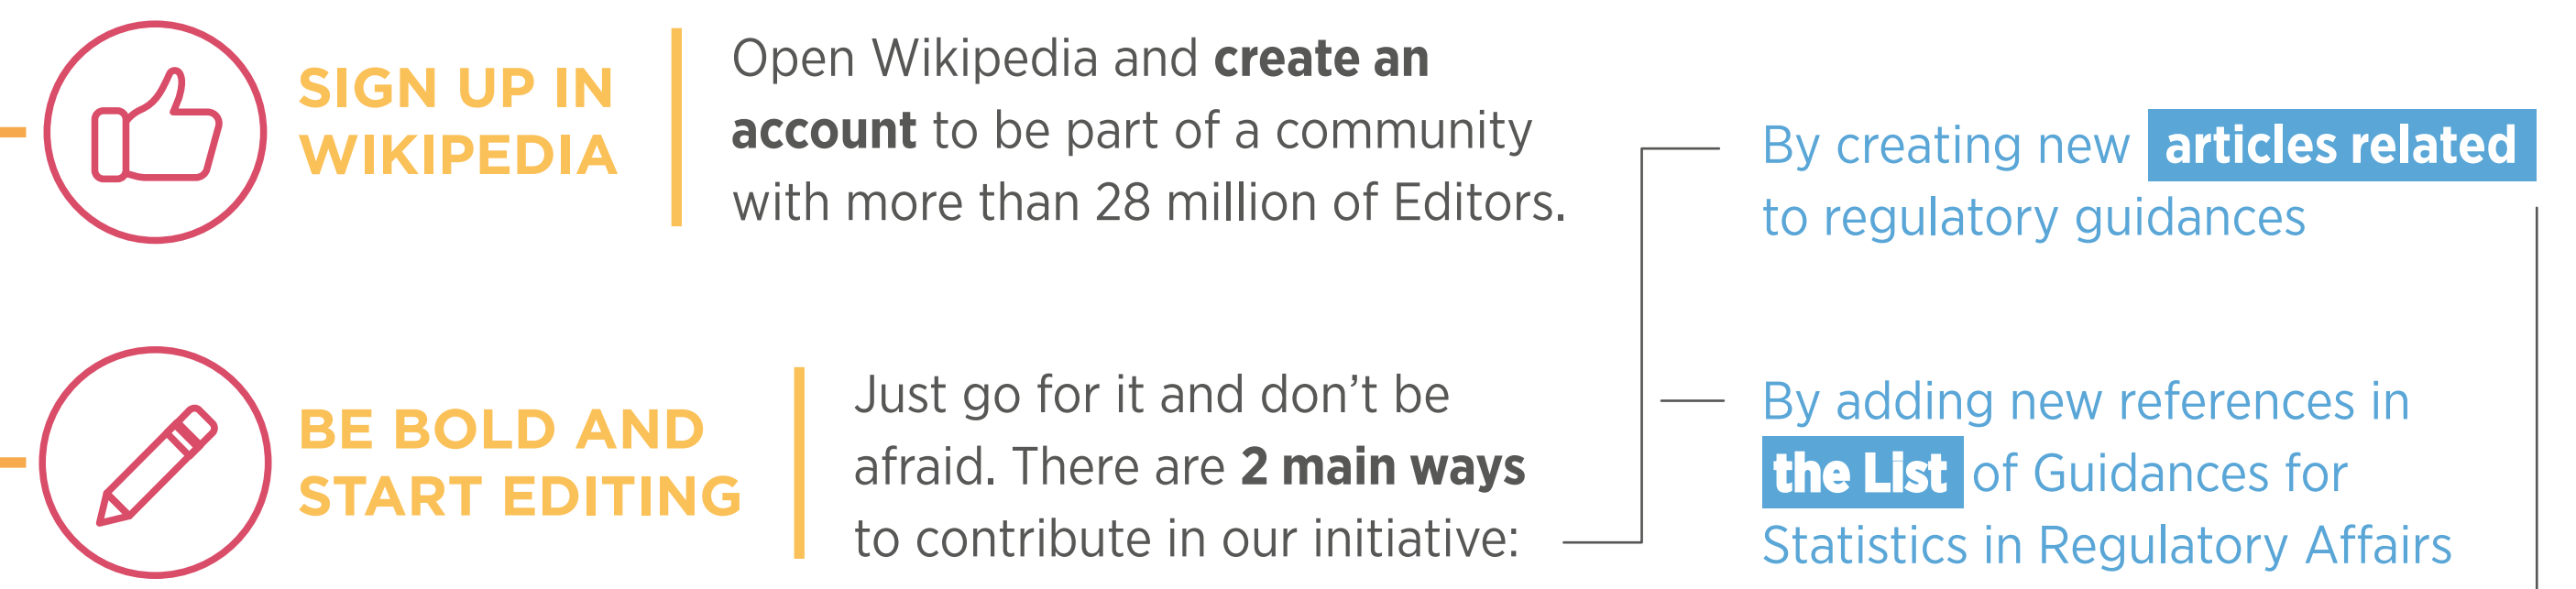 SIGN UP IN
WIKIPEDIA
Open Wikipedia and create an
account to be part of a community
with more than 28 million of Editors.
BE BOLD AND
START EDITING
Just go for it and don’t be
afraid. There are 2 main ways
to contribute in our initiative:
By creating new articles related
to regulatory guidances
By adding new references in
the List of Guidances for
Statistics in Regulatory Affairs